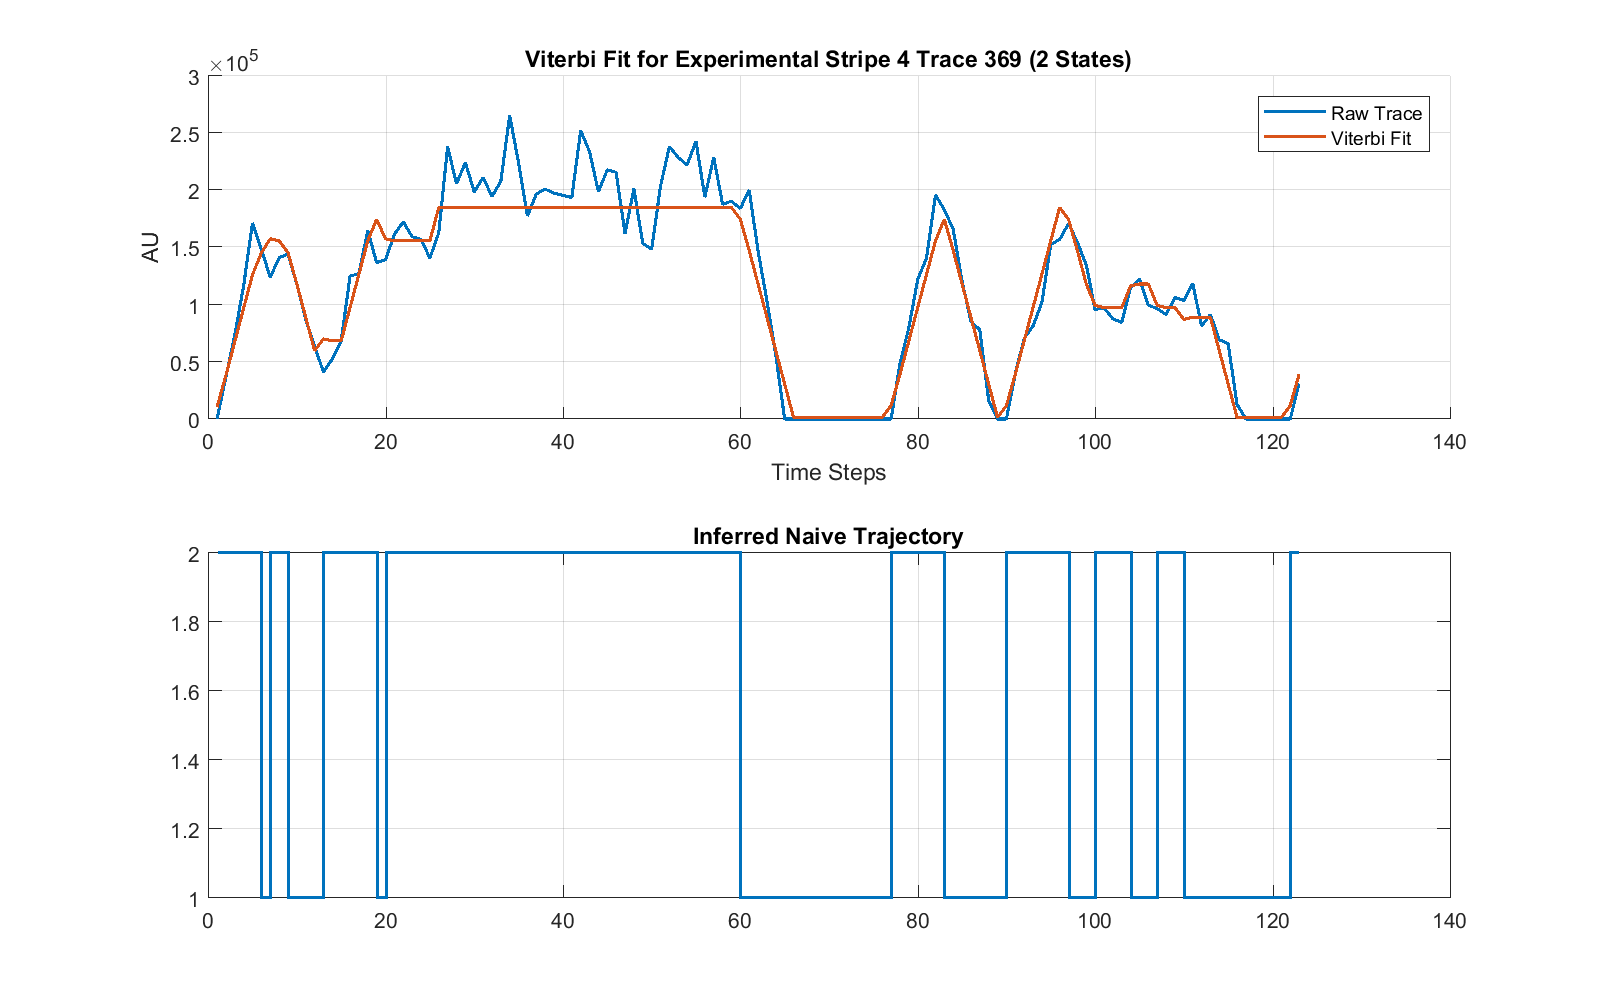 Viterbi Fit for Experimental Stripe 4 Trace 369 (2 States)
×10⁵
3
2.5
2
1.5
1
0.5
0
AU
Raw Trace
Viterbi Fit
0 20 40 60 80 100 120 140
Time Steps
Inferred Naive Trajectory
2
1.8
1.6
1.4
1.2
1
0 20 40 60 80 100 120 140